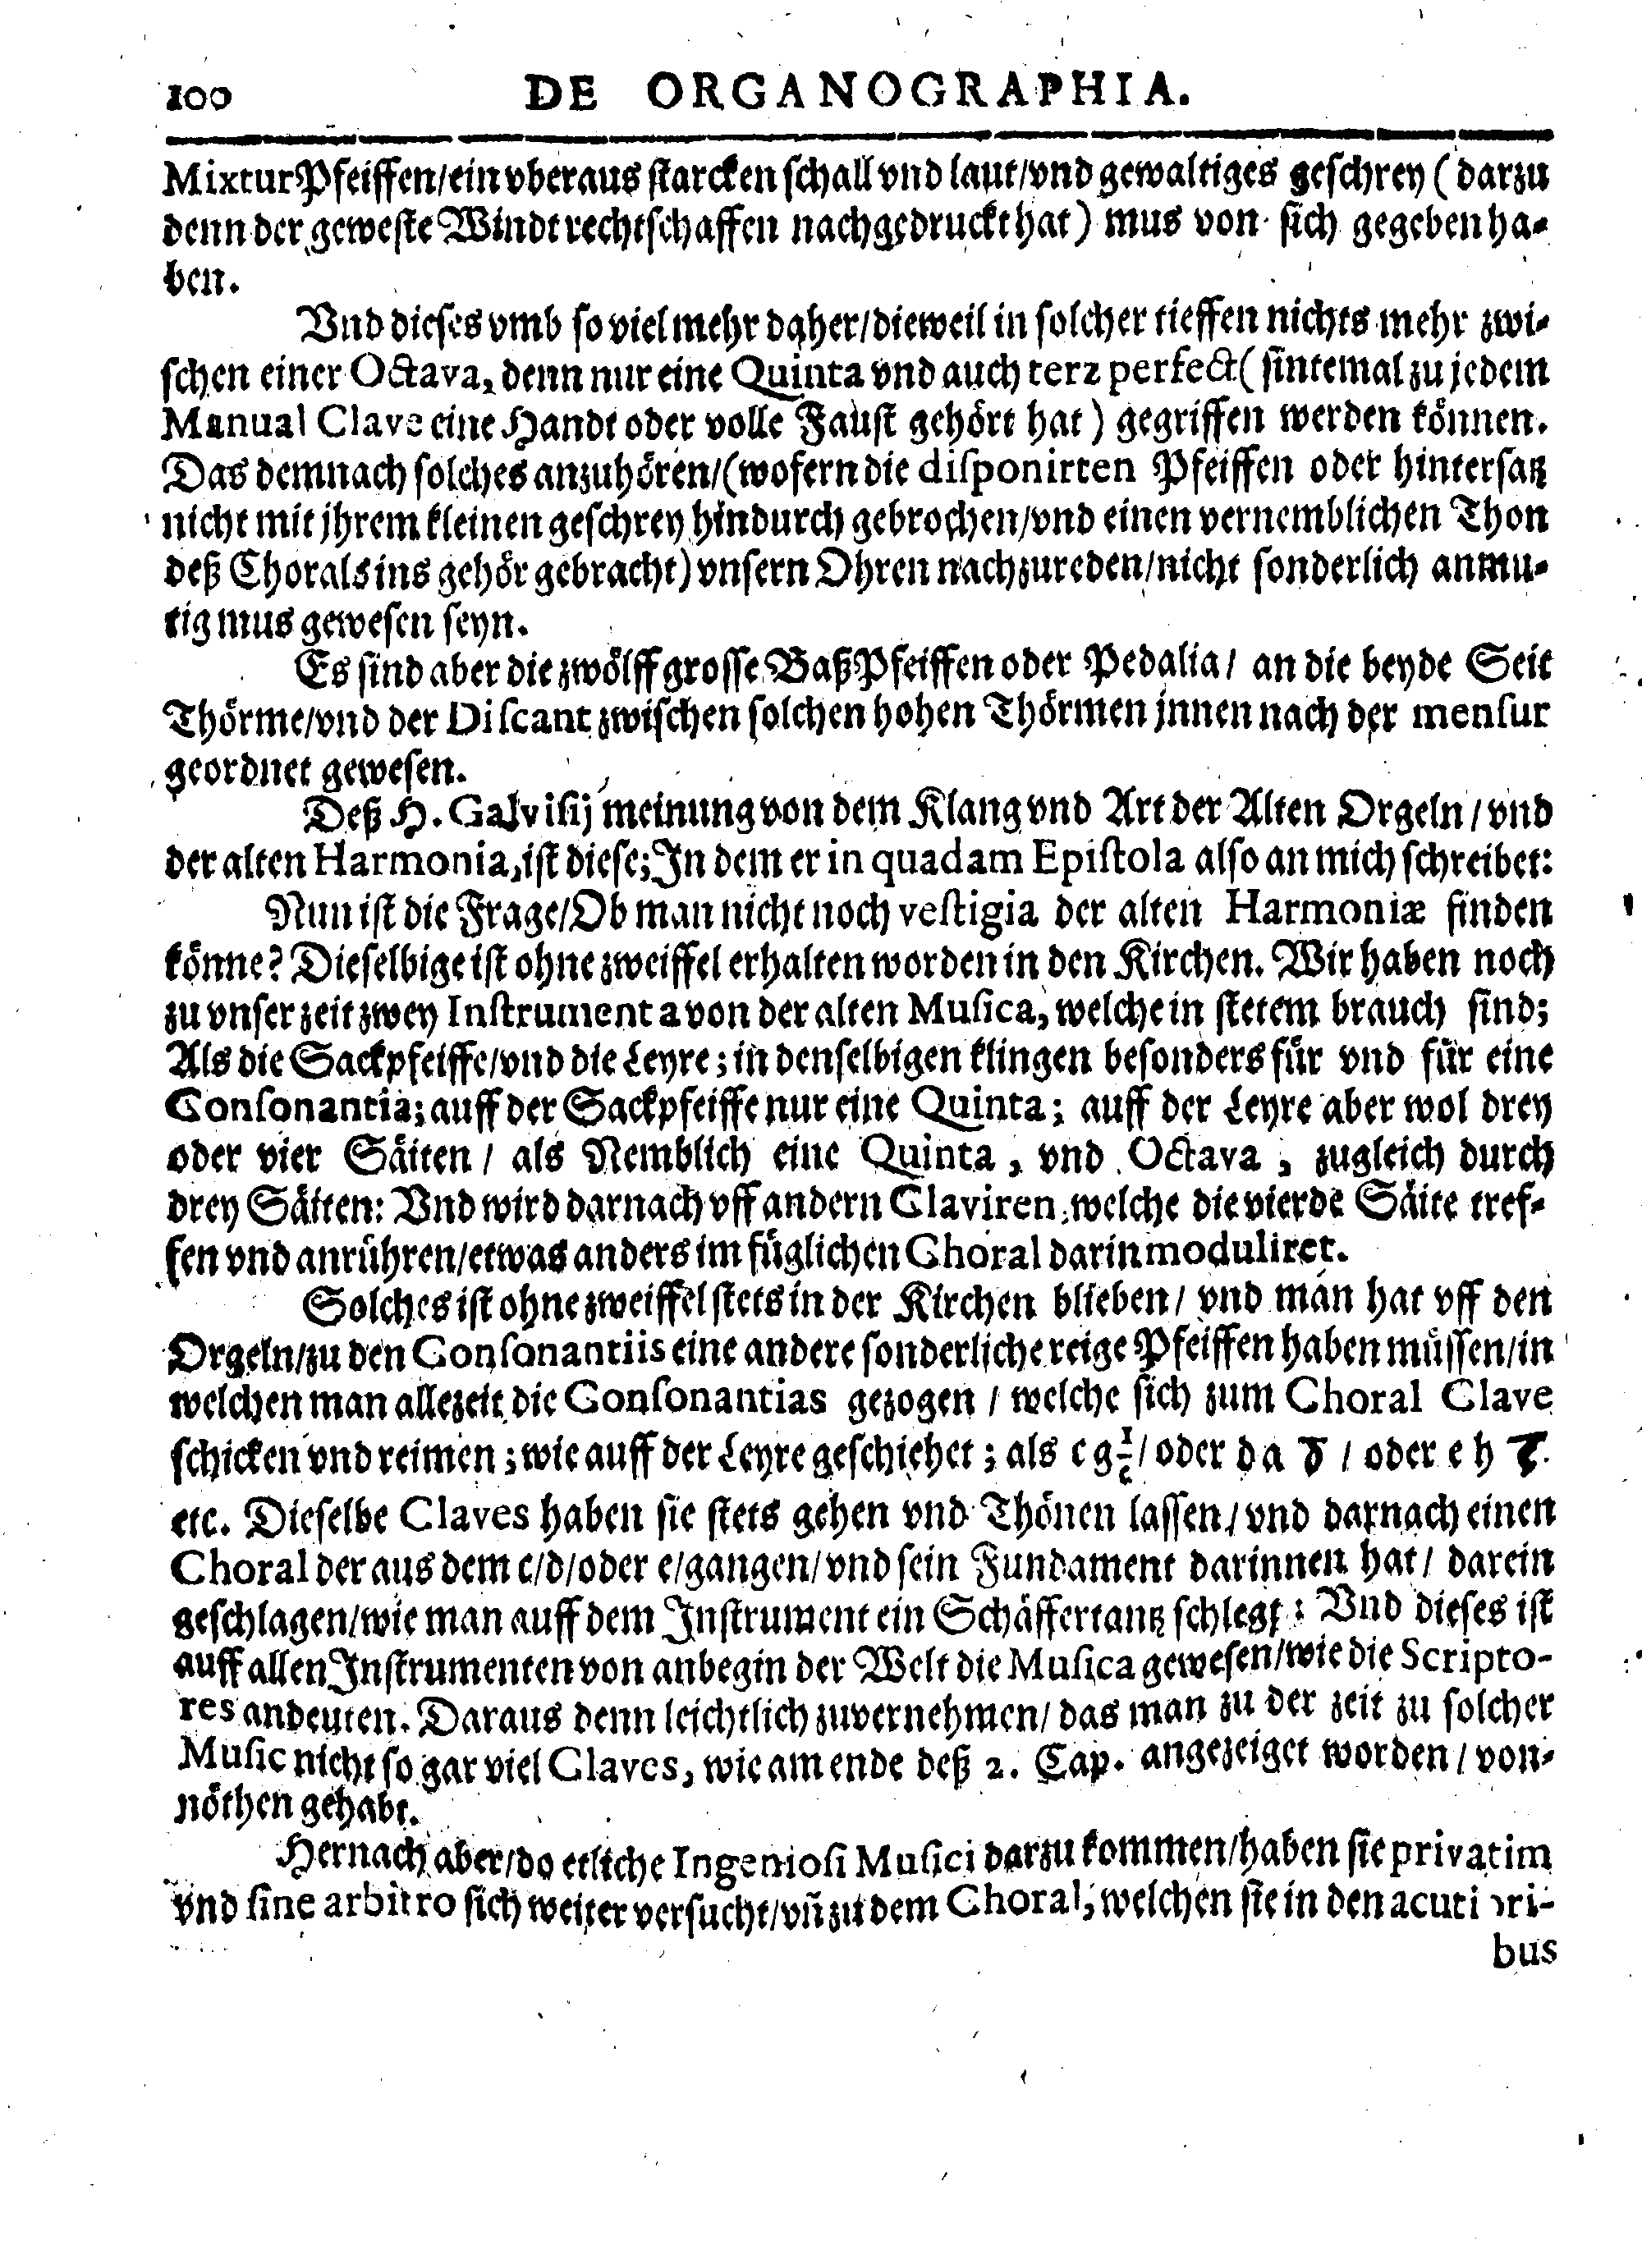 100 DE ORGANOGRAPHIA.
MixturPfeiffen/ein vberaus starcken schall vnd laut/vnd gewaltiges geschrey (darzu
denn der geweste Windt rechtschaffen nachgedruckt hat) mus von sich gegeben ha-
ben.
Vnd dieses vmb so viel mehr daher/dieweil in solcher tieffen nichts mehr zwi-
schen einer Octava, denn nur eine Quinta vnd auch terz perfect (sintemal zu jedem
Manual Clave eine Handt oder volle Faust gehört hat) gegriffen werden können.
Das demnach solches anzuhören/(wofern die disponirten Pfeiffen oder hintersatz
nicht mit jhrem kleinen geschrey hindurch gebrochen/vnd einen vernemblichen Thon
deß Chorals ins gehör gebracht) vnsern Ohren nachzureden/nicht sonderlich anmu-
tig mus gewesen seyn.
Es sind aber die zwölff grosse BaßPfeiffen oder Pedalia/ an die beyde Seit
Thörme/vnd der Discant zwischen solchen hohen Thörmen jnnen nach der mensur
geordnet gewesen.
Deß H. Calvisij meinung von dem Klang vnd Art der Alten Orgeln/vnd
der alten Harmonia, ist diese; In dem er in quadam Epistola also an mich schreibet:
Nun ist die Frage/Ob man nicht noch vestigia der alten Harmoniæ finden
könne? Dieselbige ist ohne zweiffel erhalten worden in den Kirchen. Wir haben noch
zu vnser zeit zwey Instrumenta von der alten Musica, welche in stetem brauch sind;
Als die Sackpfeiffe/vnd die Leyre; in denselbigen klingen besonders für vnd für eine
Consonantia; auff der Sackpfeiffe nur eine Quinta; auff der Leyre aber wol drey
oder vier Säiten/ als Nemblich eine Quinta, vnd Octava, zugleich durch
drey Säiten: Vnd wird darnach vff andern Claviren, welche die vierde Säite tref-
fen vnd anrühren/etwas anders im füglichen Choral darin moduliret.
Solches ist ohne zweiffel stets in der Kirchen blieben/ vnd man hat vff den
Orgeln/zu den Consonantiis eine andere sonderliche reige Pfeiffen haben müssen/in
welchen man allezeit die Consonantias gezogen/ welche sich zum Choral Clave
schicken vnd reimen; wie auff der Leyre geschiehet; als c g / oder d a d̄ / oder e h e̅.
etc. Dieselbe Claves haben sie stets gehen vnd Thönen lassen/vnd darnach einen
Choral der aus dem c/d/oder e/gangen/vnd sein Fundament darinnen hat/ darein
geschlagen/wie man auff dem Instrument ein Schäffertantz schlegt: Vnd dieses ist
auff allen Instrumenten von anbegin der Welt die Musica gewesen/wie die Scripto-
res andeuten. Daraus denn leichtlich zuvernehmen/das man zu der zeit zu solcher
Music nicht so gar viel Claves, wie am ende deß 2. Cap. angezeiget worden/ von-
nöthen gehabt.
Hernach aber/do etliche Ingeniosi Musici darzu kommen/haben sie privatim
vnd sine arbitro sich weiter versucht/vñ zu dem Choral, welchen sie in den acutiori-
bus